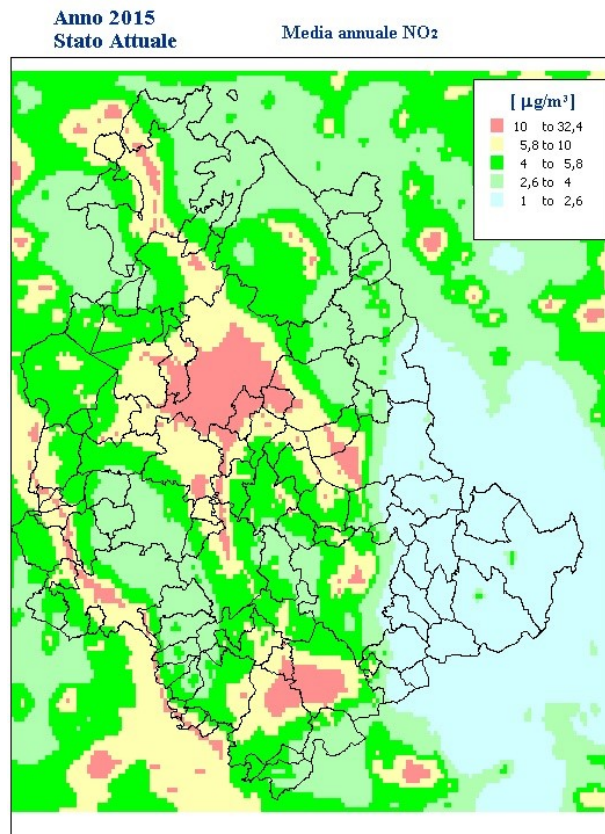 Anno 2015
Stato Attuale
Media annuale NO2
[ µg/m³]
10 to 32,4
5,8 to 10
4 to 5,8
2,6 to 4
1 to 2,6